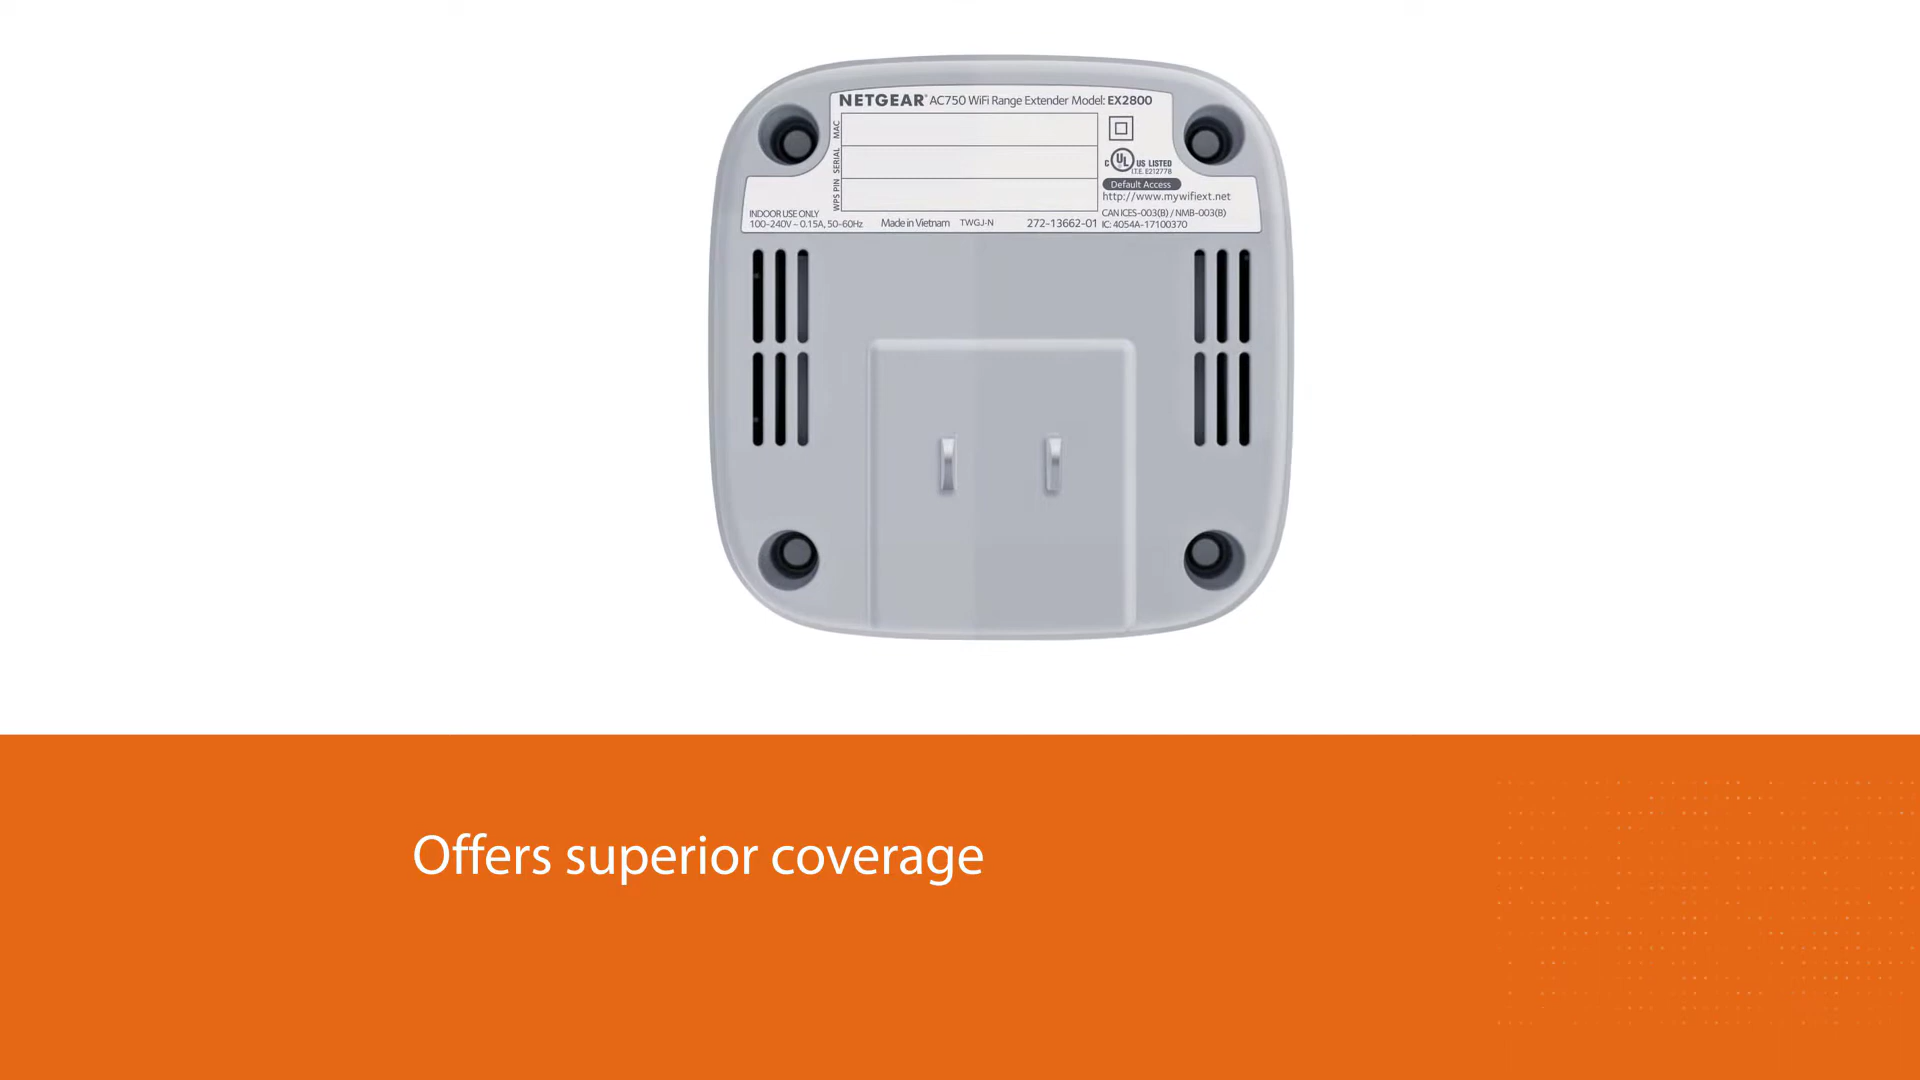 NETGEAR® AC750 WiFi Range Extender Model: EX2800
MAC
SERIAL
WPS PIN
C UL US LISTED
I.T.E. E212778
Default Access
http://www.mywifiext.net
INDOOR USE ONLY
100-240V ~ 0.15A, 50-60Hz
Made in Vietnam
TWGJ-N
272-13662-01
CAN ICES-003(B) / NMB-003(B)
IC: 4054A-17100370
Offers superior coverage